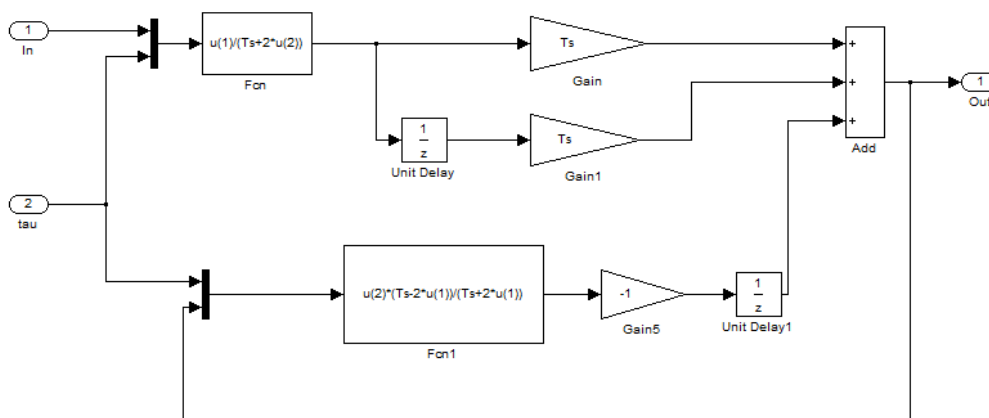 1
In
u(1)/(Ts+2*u(2))
Fcn
Ts
Gain
+
+
+
Add
1
Out
1
z
Unit Delay
Ts
Gain1
2
tau
u(2)*(Ts-2*u(1))/(Ts+2*u(1))
Fcn1
-1
Gain5
1
z
Unit Delay1